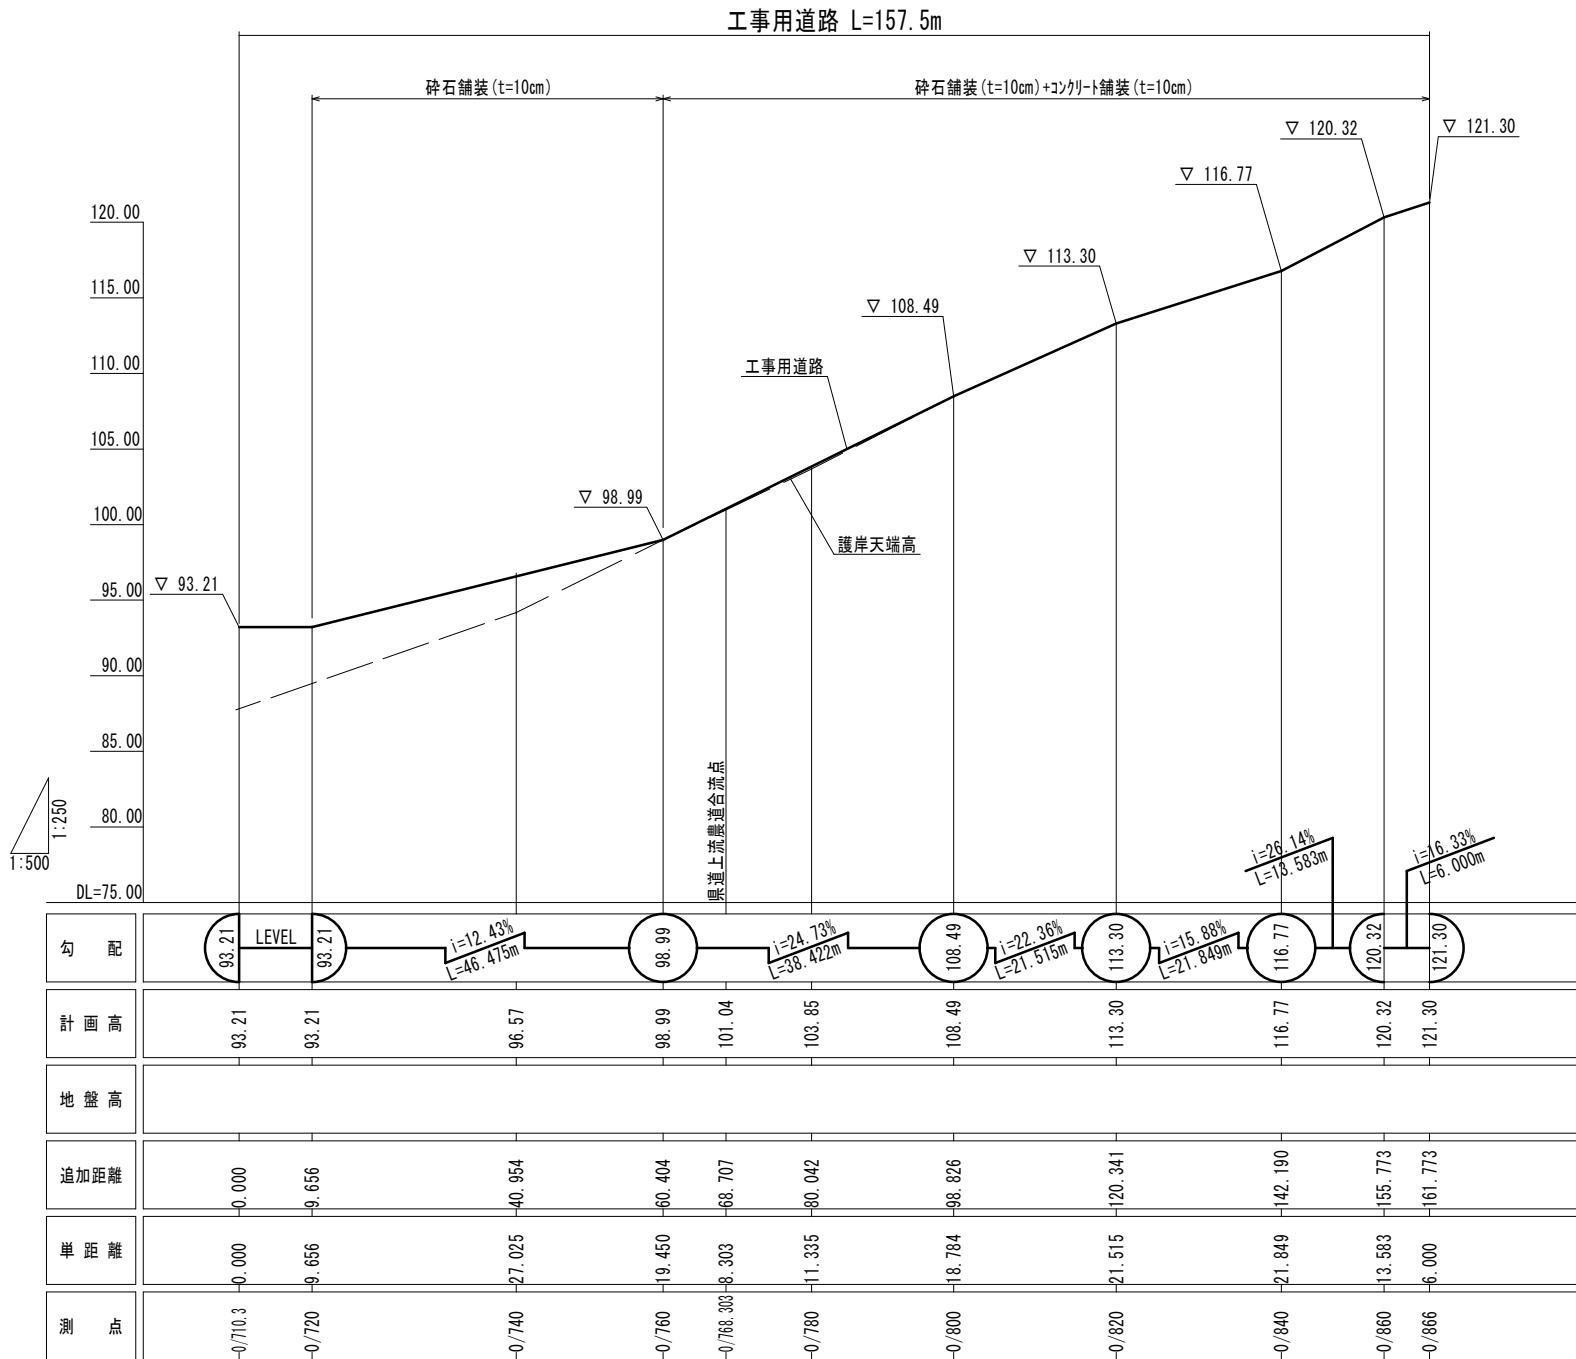 工事用道路 L=157.5m
砕石舗装(t=10cm)
砕石舗装(t=10cm)+コンクリート舗装(t=10cm)
▽ 121.30
▽ 120.32
▽ 116.77
▽ 113.30
▽ 108.49
▽ 98.99
▽ 93.21
工事用道路
護岸天端高
120.00
115.00
110.00
105.00
100.00
95.00
90.00
85.00
80.00
DL=75.00
1:250
1:500
県道上流農道合流点
勾 配
93.21
LEVEL
93.21
i=12.43%
L=46.475m
98.99
i=24.73%
L=38.422m
108.49
i=22.36%
L=21.515m
113.30
i=15.88%
L=21.849m
116.77
i=26.14%
L=13.583m
120.32
i=16.33%
L=6.000m
121.30
計 画 高
93.21
93.21
96.57
98.99
101.04
103.85
108.49
113.30
116.77
120.32
121.30
地 盤 高
追加距離
0.000
9.656
40.954
60.404
68.707
80.042
98.826
120.341
142.190
155.773
161.773
単 距 離
0.000
9.656
27.025
19.450
8.303
11.335
18.784
21.515
21.849
13.583
6.000
測 点
0/710.3
0/720
0/740
0/760
0/768.303
0/780
0/800
0/820
0/840
0/860
0/866